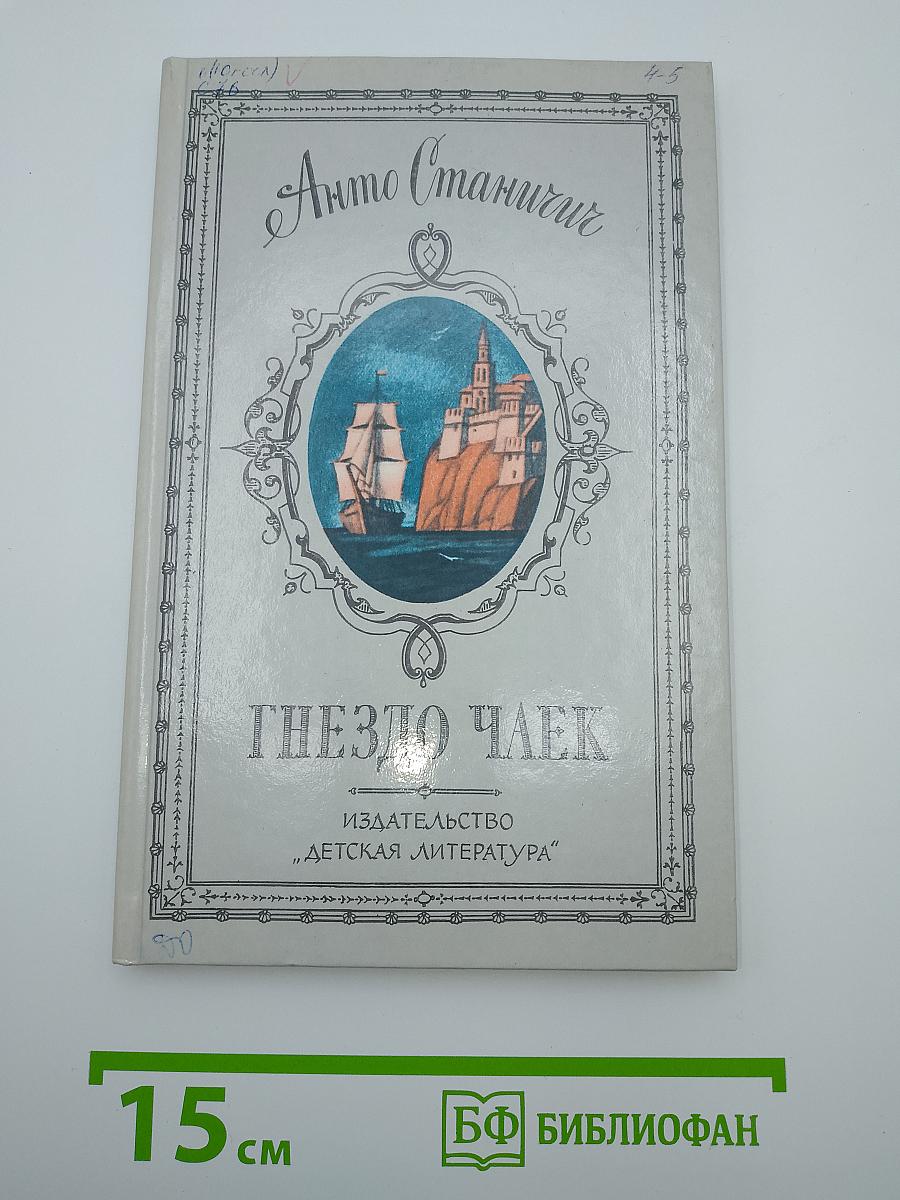 4-5
Анто Станичич
ГНЕЗДО ЧАЕК
ИЗДАТЕЛЬСТВО
„ДЕТСКАЯ ЛИТЕРАТУРА“
15 см
БФ БИБЛИОФАН